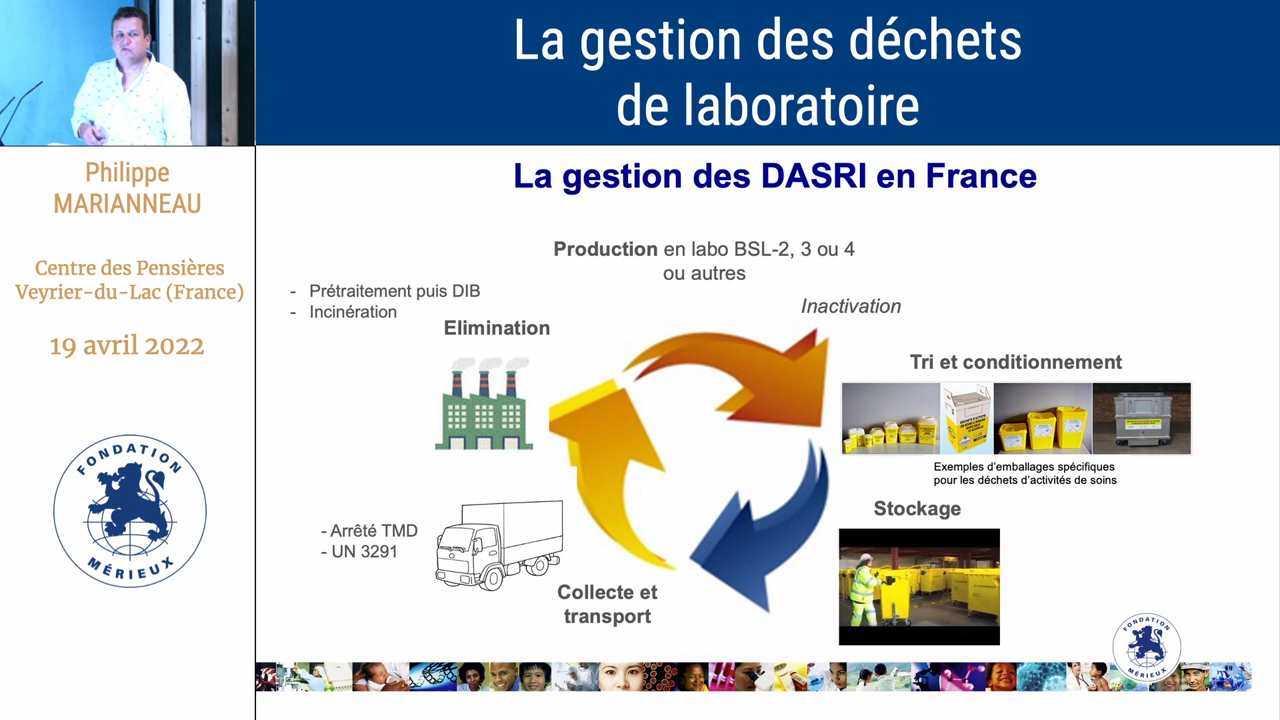 La gestion des déchets
de laboratoire
Philippe
MARIANNEAU
Centre des Pensières
Veyrier-du-Lac (France)
19 avril 2022
FONDATION
MÉRIEUX
La gestion des DASRI en France
Production en labo BSL-2, 3 ou 4
ou autres
Inactivation
- Prétraitement puis DIB
- Incinération
Elimination
Tri et conditionnement
Exemples d'emballages spécifiques
pour les déchets d'activités de soins
Stockage
- Arrêté TMD
- UN 3291
Collecte et
transport
FONDATION
MÉRIEUX